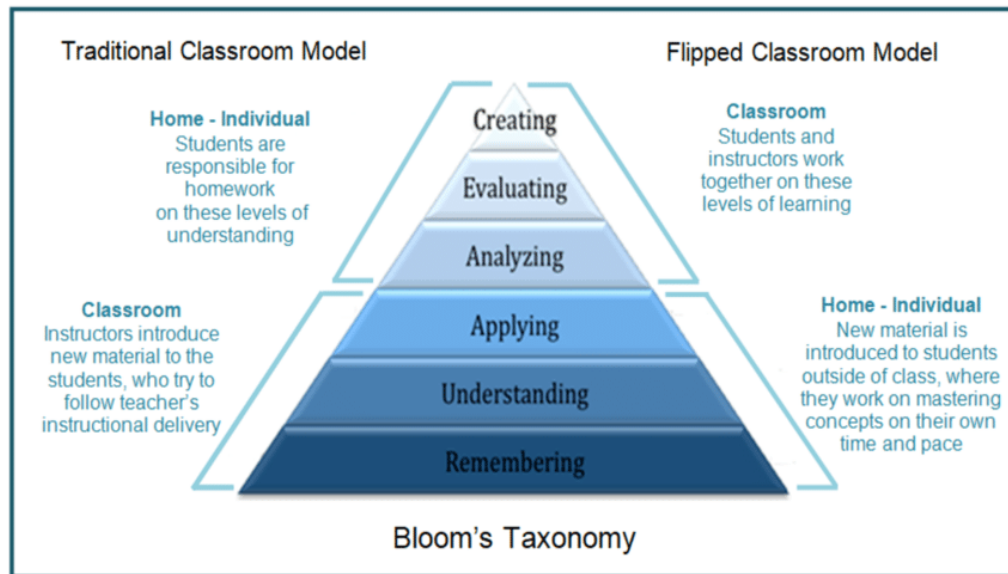 Traditional Classroom Model
Flipped Classroom Model
Home - Individual
Students are
responsible for
homework
on these levels of
understanding
Classroom
Instructors introduce
new material to the
students, who try to
follow teacher's
instructional delivery
Creating
Evaluating
Analyzing
Applying
Understanding
Remembering
Classroom
Students and
instructors work
together on these
levels of learning
Home - Individual
New material is
introduced to students
outside of class, where
they work on mastering
concepts on their own
time and pace
Bloom's Taxonomy